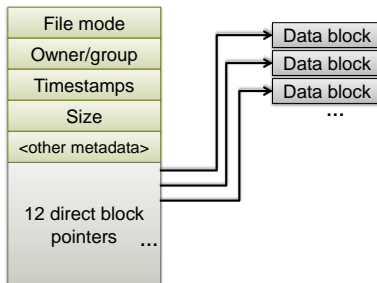 File mode
Owner/group
Timestamps
Size
<other metadata>
12 direct block
pointers ...
Data block
Data block
Data block
...